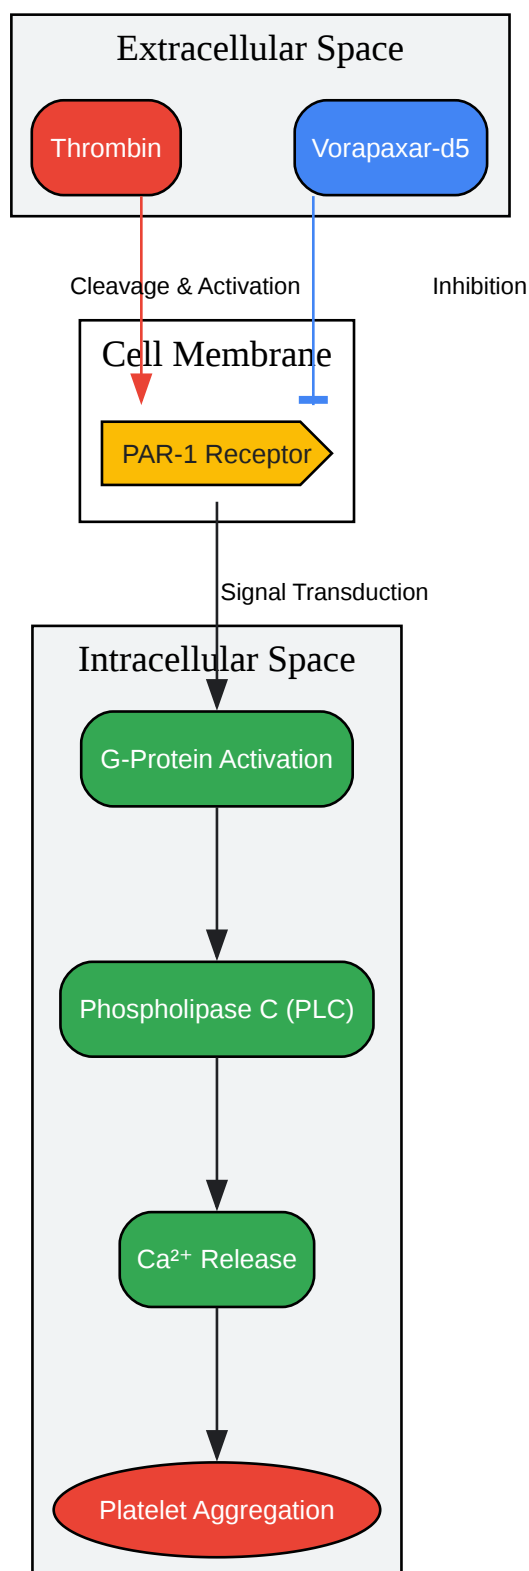 Extracellular Space
Thrombin
Vorapaxar-d5
Cleavage & Activation
Inhibition
Cell Membrane
PAR-1 Receptor
Signal Transduction
Intracellular Space
G-Protein Activation
Phospholipase C (PLC)
Ca²⁺ Release
Platelet Aggregation